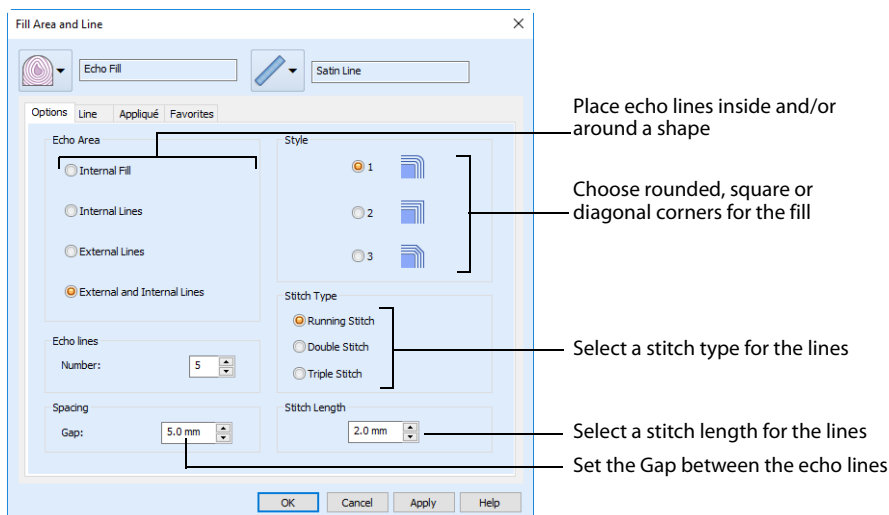 Fill Area and Line
Echo Fill
Satin Line
Options Line Appliqué Favorites
Echo Area
Internal Fill
Internal Lines
External Lines
External and Internal Lines
Echo lines
Number: 5
Spacing
Gap: 5.0 mm
Style
1
2
3
Stitch Type
Running Stitch
Double Stitch
Triple Stitch
Stitch Length
2.0 mm
OK Cancel Apply Help
Place echo lines inside and/or
around a shape
Choose rounded, square or
diagonal corners for the fill
Select a stitch type for the lines
Select a stitch length for the lines
Set the Gap between the echo lines